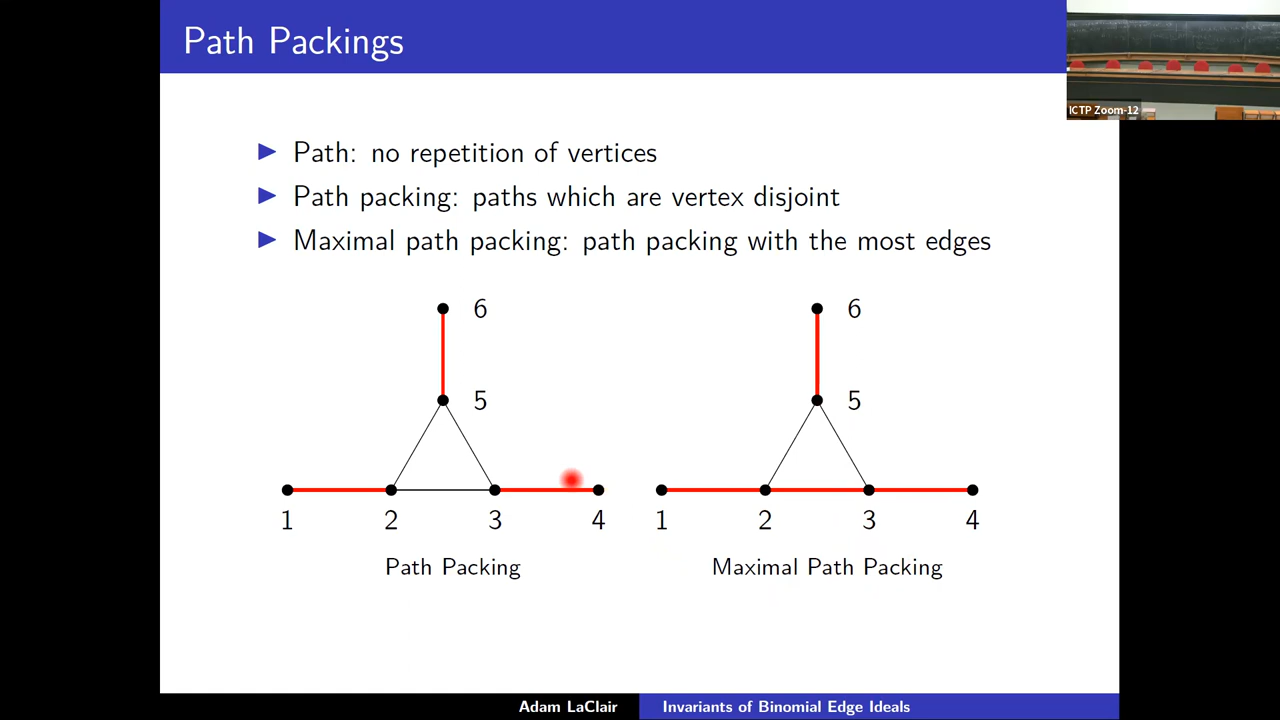 Path Packings
ICTP Zoom-12
Path: no repetition of vertices
Path packing: paths which are vertex disjoint
Maximal path packing: path packing with the most edges
6 6
5 5
1 2 3 4 1 2 3 4
Path Packing Maximal Path Packing
Adam LaClair Invariants of Binomial Edge Ideals